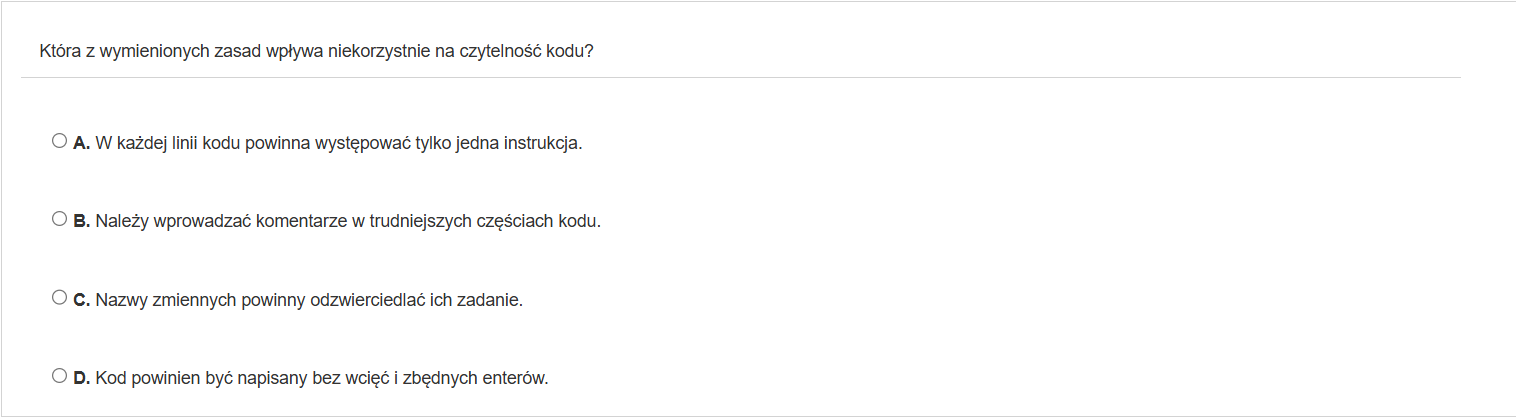 Która z wymienionych zasad wpływa niekorzystnie na czytelność kodu?
A. W każdej linii kodu powinna występować tylko jedna instrukcja.
B. Należy wprowadzać komentarze w trudniejszych częściach kodu.
C. Nazwy zmiennych powinny odzwierciedlać ich zadanie.
D. Kod powinien być napisany bez wcięć i zbędnych enterów.